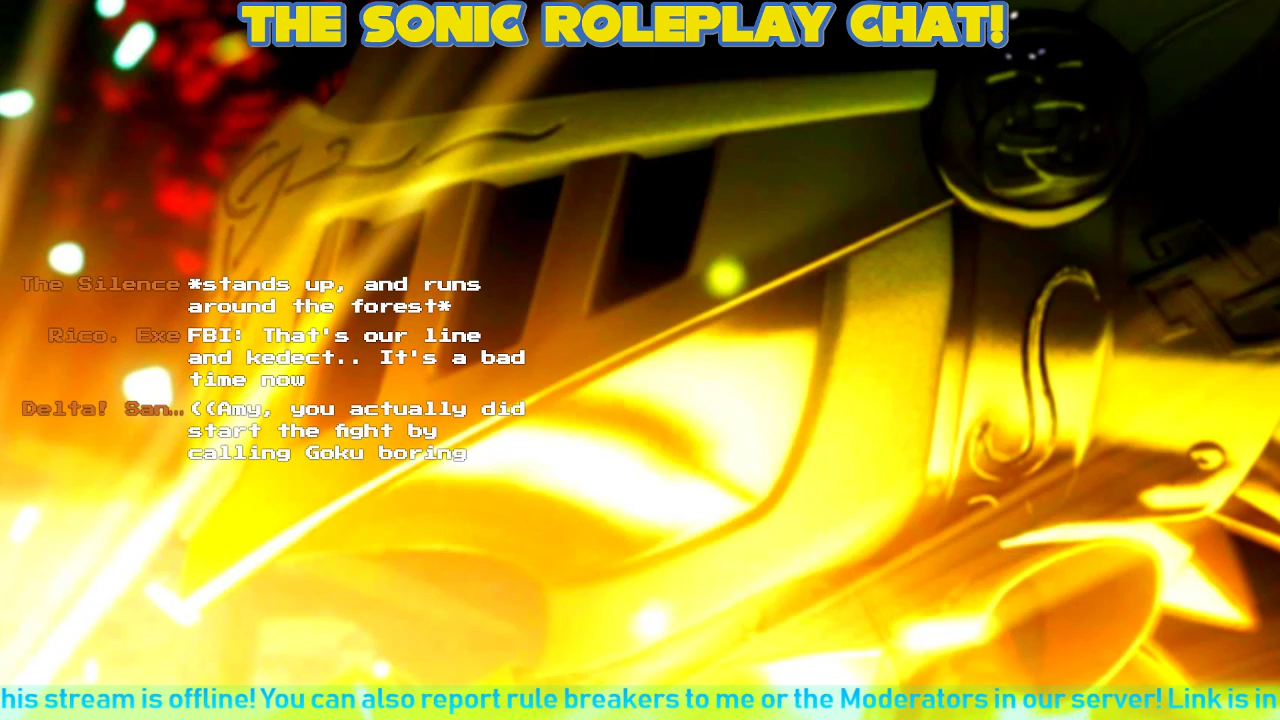 THE SONIC ROLEPLAY CHAT!
The Silence *stands up, and runs
around the forest*
Rico. Exe FBI: That's our line
and kedect.. It's a bad
time now
Delta! San… ((Amy, you actually did
start the fight by
calling Goku boring
his stream is offline! You can also report rule breakers to me or the Moderators in our server! Link is in